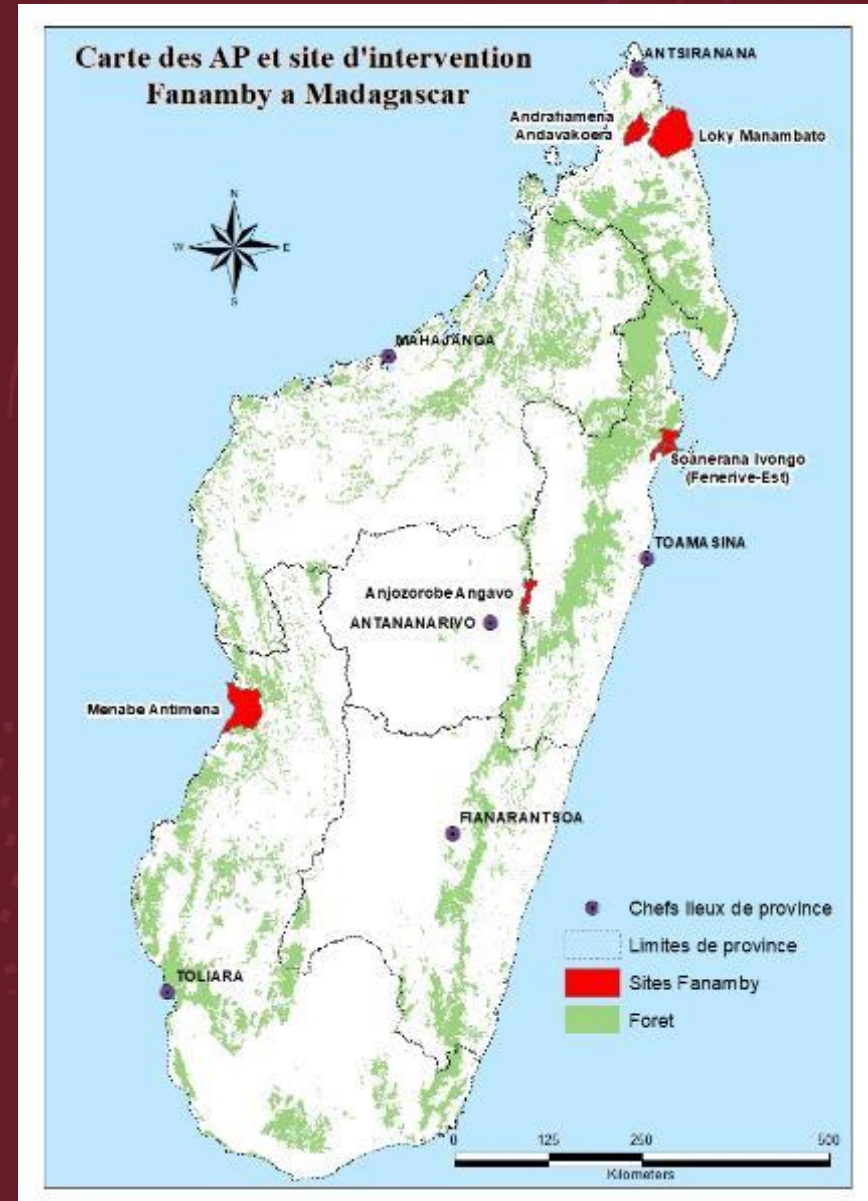 Carte des AP et site d'intervention
Fanamby a Madagascar
ANTSIRANANA
Andrafiamena
Andavakoera
Loky Manambato
N
W
E
S
MAHAJANGA
Soanerana Ivongo
(Fenerive-Est)
TOAMASINA
Anjozorobe Angavo
ANTANANARIVO
Menabe Antimena
FIANARANTSOA
Chefs lieux de province
Limites de province
TOLIARA
Sites Fanamby
Foret
0 125 250 500
Kilometers